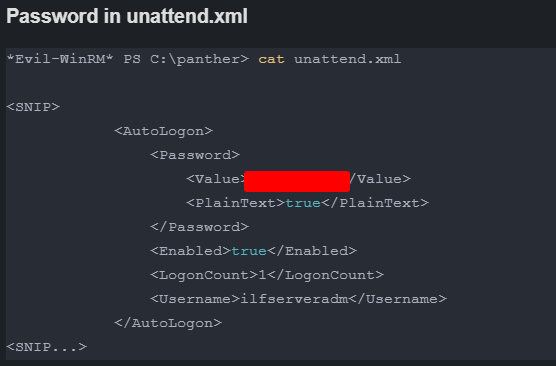 Password in unattend.xml
*Evil-WinRM* PS C:\panther> cat unattend.xml
<SNIP>
<AutoLogon>
<Password>
<Value>/Value>
<PlainText>true</PlainText>
</Password>
<Enabled>true</Enabled>
<LogonCount>1</LogonCount>
<Username>ilfserveradm</Username>
</AutoLogon>
<SNIP...>